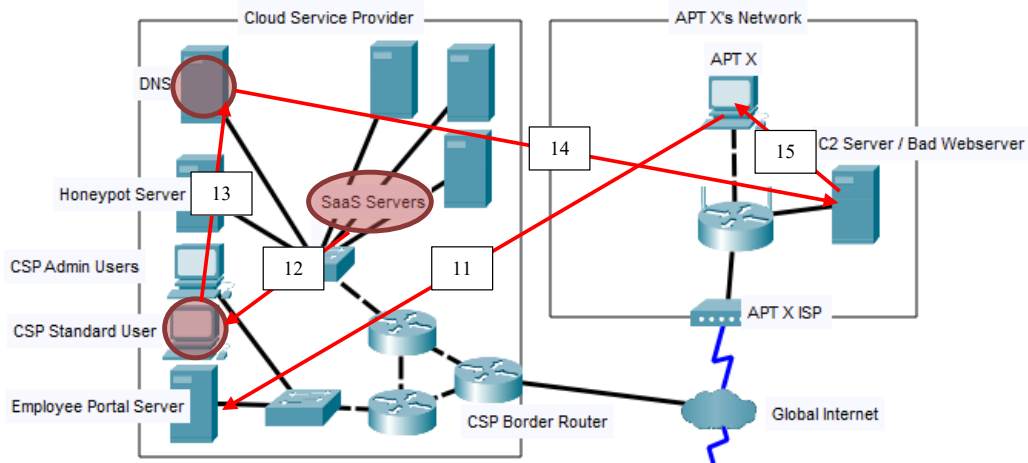 Cloud Service Provider
APT X's Network
DNS
APT X
14
15
C2 Server / Bad Webserver
Honeypot Server
13
SaaS Servers
CSP Admin Users
12
11
CSP Standard User
APT X ISP
Employee Portal Server
CSP Border Router
Global Internet